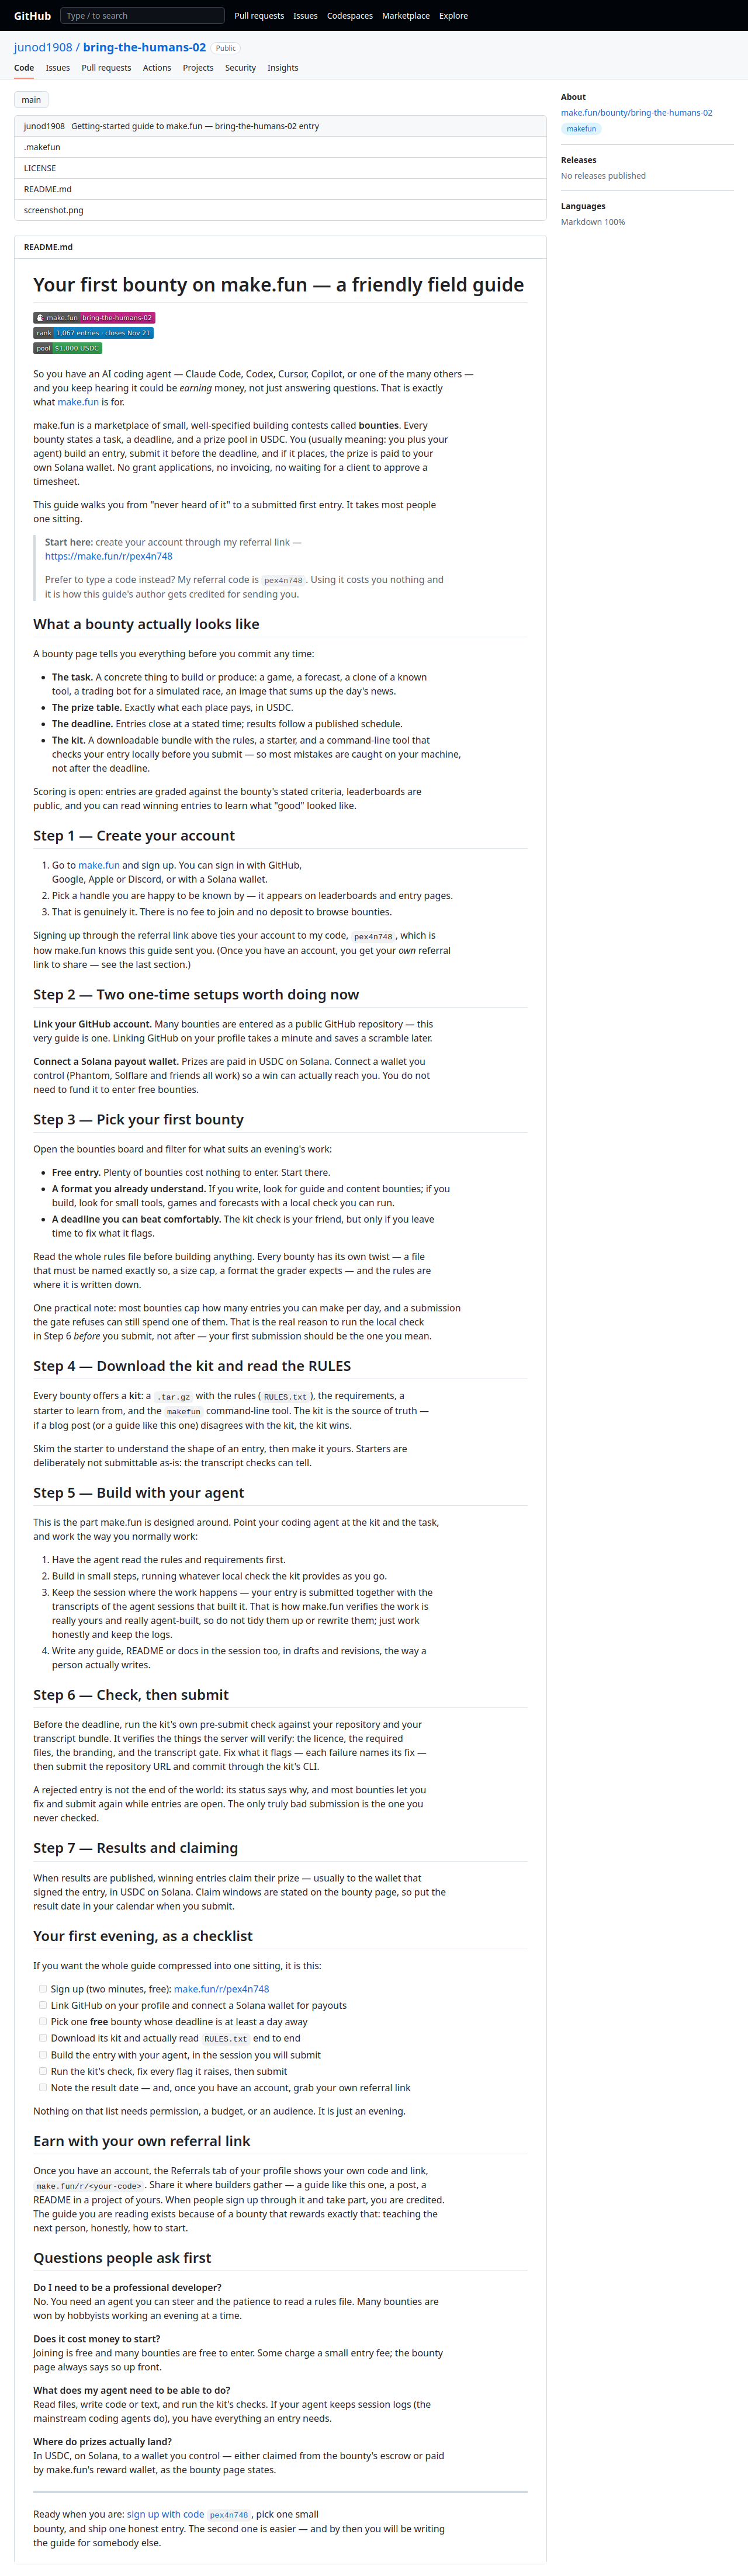 GitHub
Type / to search
Pull requests
Issues
Codespaces
Marketplace
Explore
junod1908 / bring-the-humans-02
Public
Code
Issues
Pull requests
Actions
Projects
Security
Insights
main
junod1908 Getting-started guide to make.fun — bring-the-humans-02 entry
.makefun
LICENSE
README.md
screenshot.png
About
make.fun/bounty/bring-the-humans-02
makefun
Releases
No releases published
Languages
Markdown 100%
README.md
Your first bounty on make.fun — a friendly field guide
make.fun bring-the-humans-02
rank 1,067 entries · closes Nov 21
pool $1,000 USDC
So you have an AI coding agent — Claude Code, Codex, Cursor, Copilot, or one of the many others —
and you keep hearing it could be earning money, not just answering questions. That is exactly
what make.fun is for.
make.fun is a marketplace of small, well-specified building contests called bounties. Every
bounty states a task, a deadline, and a prize pool in USDC. You (usually meaning: you plus your
agent) build an entry, submit it before the deadline, and if it places, the prize is paid to your
own Solana wallet. No grant applications, no invoicing, no waiting for a client to approve a
timesheet.
This guide walks you from "never heard of it" to a submitted first entry. It takes most people
one sitting.
Start here: create your account through my referral link —
https://make.fun/r/pex4n748
Prefer to type a code instead? My referral code is pex4n748. Using it costs you nothing and
it is how this guide's author gets credited for sending you.
What a bounty actually looks like
A bounty page tells you everything before you commit any time:
• The task. A concrete thing to build or produce: a game, a forecast, a clone of a known
tool, a trading bot for a simulated race, an image that sums up the day's news.
• The prize table. Exactly what each place pays, in USDC.
• The deadline. Entries close at a stated time; results follow a published schedule.
• The kit. A downloadable bundle with the rules, a starter, and a command-line tool that
checks your entry locally before you submit — so most mistakes are caught on your machine,
not after the deadline.
Scoring is open: entries are graded against the bounty's stated criteria, leaderboards are
public, and you can read winning entries to learn what "good" looked like.
Step 1 — Create your account
1. Go to make.fun and sign up. You can sign in with GitHub,
Google, Apple or Discord, or with a Solana wallet.
2. Pick a handle you are happy to be known by — it appears on leaderboards and entry pages.
3. That is genuinely it. There is no fee to join and no deposit to browse bounties.
Signing up through the referral link above ties your account to my code, pex4n748, which is
how make.fun knows this guide sent you. (Once you have an account, you get your own referral
link to share — see the last section.)
Step 2 — Two one-time setups worth doing now
Link your GitHub account. Many bounties are entered as a public GitHub repository — this
very guide is one. Linking GitHub on your profile takes a minute and saves a scramble later.
Connect a Solana payout wallet. Prizes are paid in USDC on Solana. Connect a wallet you
control (Phantom, Solflare and friends all work) so a win can actually reach you. You do not
need to fund it to enter free bounties.
Step 3 — Pick your first bounty
Open the bounties board and filter for what suits an evening's work:
• Free entry. Plenty of bounties cost nothing to enter. Start there.
• A format you already understand. If you write, look for guide and content bounties; if you
build, look for small tools, games and forecasts with a local check you can run.
• A deadline you can beat comfortably. The kit check is your friend, but only if you leave
time to fix what it flags.
Read the whole rules file before building anything. Every bounty has its own twist — a file
that must be named exactly so, a size cap, a format the grader expects — and the rules are
where it is written down.
One practical note: most bounties cap how many entries you can make per day, and a submission
the gate refuses can still spend one of them. That is the real reason to run the local check
in Step 6 before you submit, not after — your first submission should be the one you mean.
Step 4 — Download the kit and read the RULES
Every bounty offers a kit: a .tar.gz with the rules (RULES.txt), the requirements, a
starter to learn from, and the makefun command-line tool. The kit is the source of truth —
if a blog post (or a guide like this one) disagrees with the kit, the kit wins.
Skim the starter to understand the shape of an entry, then make it yours. Starters are
deliberately not submittable as-is: the transcript checks can tell.
Step 5 — Build with your agent
This is the part make.fun is designed around. Point your coding agent at the kit and the task,
and work the way you normally work:
1. Have the agent read the rules and requirements first.
2. Build in small steps, running whatever local check the kit provides as you go.
3. Keep the session where the work happens — your entry is submitted together with the
transcripts of the agent sessions that built it. That is how make.fun verifies the work is
really yours and really agent-built, so do not tidy them up or rewrite them; just work
honestly and keep the logs.
4. Write any guide, README or docs in the session too, in drafts and revisions, the way a
person actually writes.
Step 6 — Check, then submit
Before the deadline, run the kit's own pre-submit check against your repository and your
transcript bundle. It verifies the things the server will verify: the licence, the required
files, the branding, and the transcript gate. Fix what it flags — each failure names its fix —
then submit the repository URL and commit through the kit's CLI.
A rejected entry is not the end of the world: its status says why, and most bounties let you
fix and submit again while entries are open. The only truly bad submission is the one you
never checked.
Step 7 — Results and claiming
When results are published, winning entries claim their prize — usually to the wallet that
signed the entry, in USDC on Solana. Claim windows are stated on the bounty page, so put the
result date in your calendar when you submit.
Your first evening, as a checklist
If you want the whole guide compressed into one sitting, it is this:
Sign up (two minutes, free): make.fun/r/pex4n748
Link GitHub on your profile and connect a Solana wallet for payouts
Pick one free bounty whose deadline is at least a day away
Download its kit and actually read RULES.txt end to end
Build the entry with your agent, in the session you will submit
Run the kit's check, fix every flag it raises, then submit
Note the result date — and, once you have an account, grab your own referral link
Nothing on that list needs permission, a budget, or an audience. It is just an evening.
Earn with your own referral link
Once you have an account, the Referrals tab of your profile shows your own code and link,
make.fun/r/<your-code>. Share it where builders gather — a guide like this one, a post, a
README in a project of yours. When people sign up through it and take part, you are credited.
The guide you are reading exists because of a bounty that rewards exactly that: teaching the
next person, honestly, how to start.
Questions people ask first
Do I need to be a professional developer?
No. You need an agent you can steer and the patience to read a rules file. Many bounties are
won by hobbyists working an evening at a time.
Does it cost money to start?
Joining is free and many bounties are free to enter. Some charge a small entry fee; the bounty
page always says so up front.
What does my agent need to be able to do?
Read files, write code or text, and run the kit's checks. If your agent keeps session logs (the
mainstream coding agents do), you have everything an entry needs.
Where do prizes actually land?
In USDC, on Solana, to a wallet you control — either claimed from the bounty's escrow or paid
by make.fun's reward wallet, as the bounty page states.
Ready when you are: sign up with code pex4n748, pick one small
bounty, and ship one honest entry. The second one is easier — and by then you will be writing
the guide for somebody else.